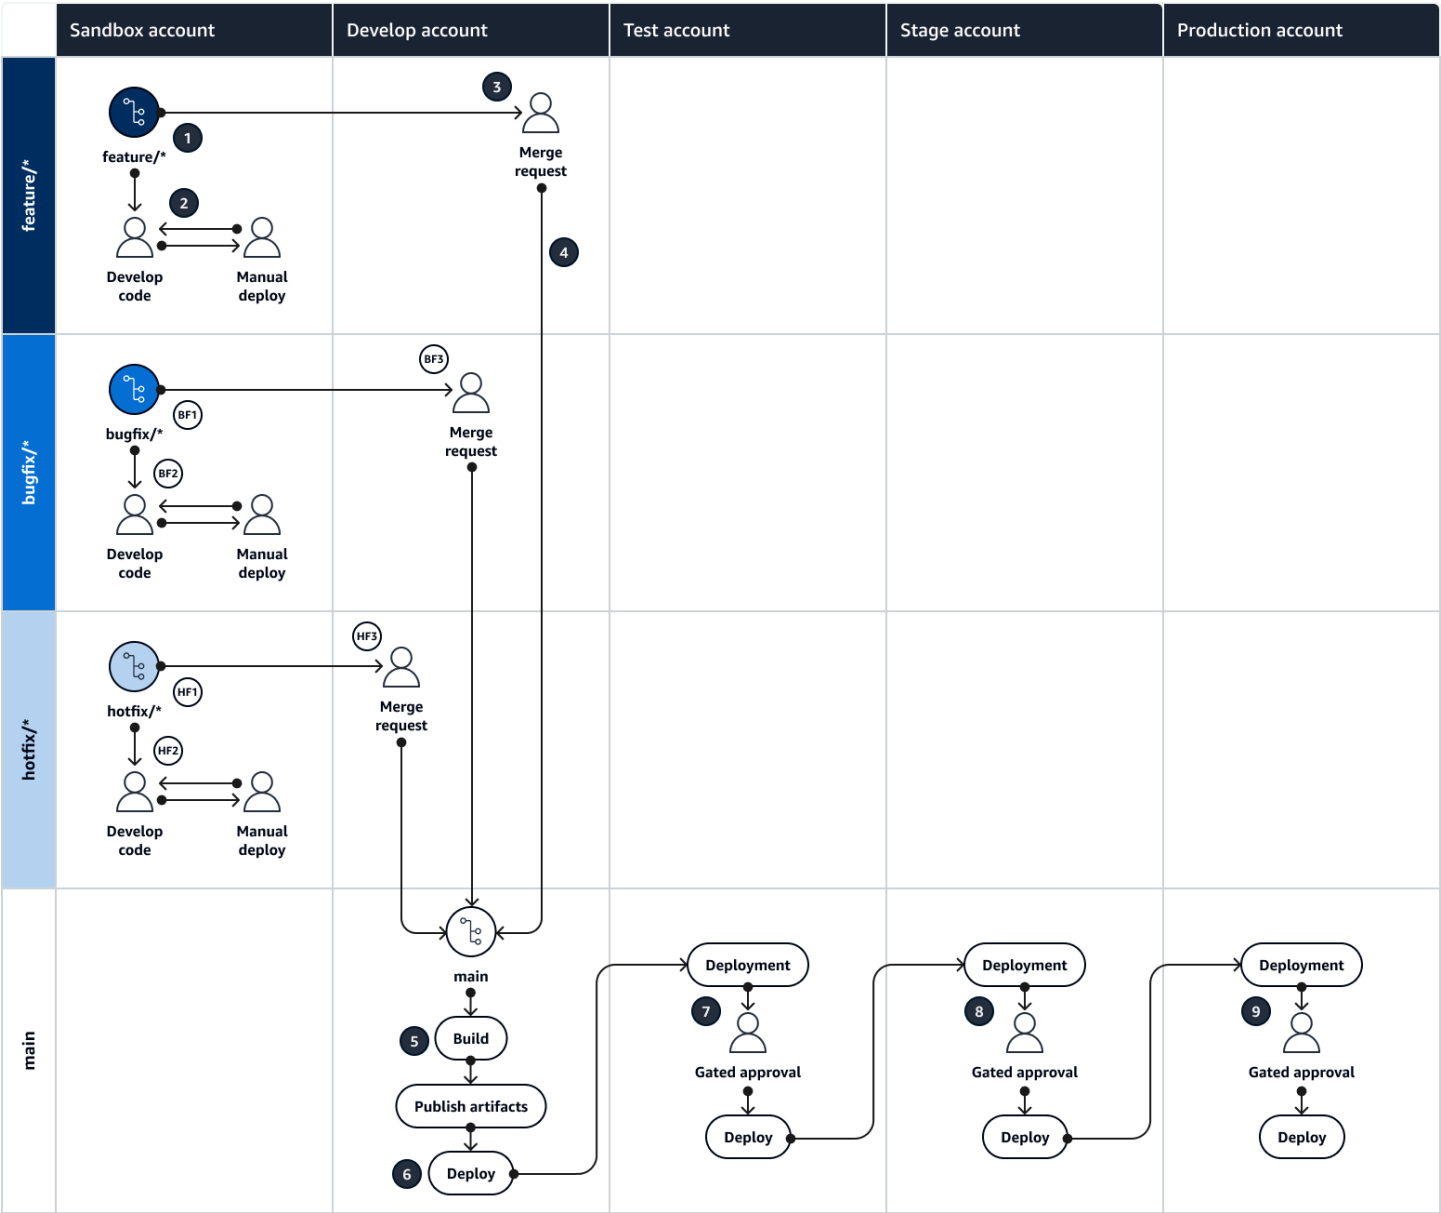 Sandbox account
Develop account
Test account
Stage account
Production account
feature/*
3
1
feature/*
Merge
request
2
4
Develop
code
Manual
deploy
bugfix/*
BF3
BF1
bugfix/*
Merge
request
BF2
Develop
code
Manual
deploy
hotfix/*
HF3
HF1
hotfix/*
Merge
request
HF2
Develop
code
Manual
deploy
main
main
5
Build
Publish artifacts
6
Deploy
Deployment
7
Gated approval
Deploy
Deployment
8
Gated approval
Deploy
Deployment
9
Gated approval
Deploy